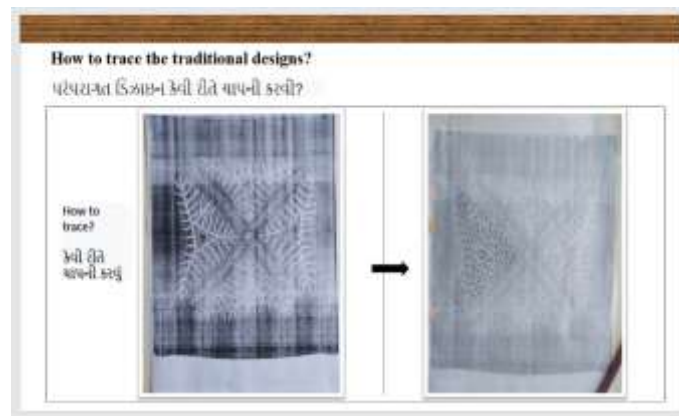 How to trace the traditional designs?
પરંપરાગત ડિઝાઇન કેવી રીતે છાપની કરવી?
How to
trace?
કેવી રીતે
છાપની કરવું